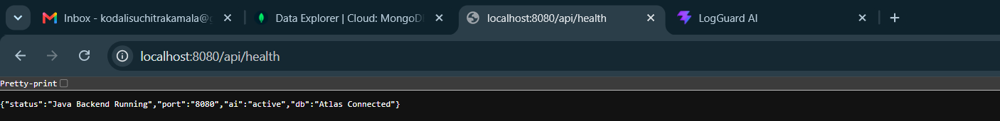 Inbox - kodalisuchitrakamala@g
Data Explorer | Cloud: MongoD
localhost:8080/api/health
LogGuard AI
localhost:8080/api/health
Pretty-print
{"status":"Java Backend Running","port":"8080","ai":"active","db":"Atlas Connected"}